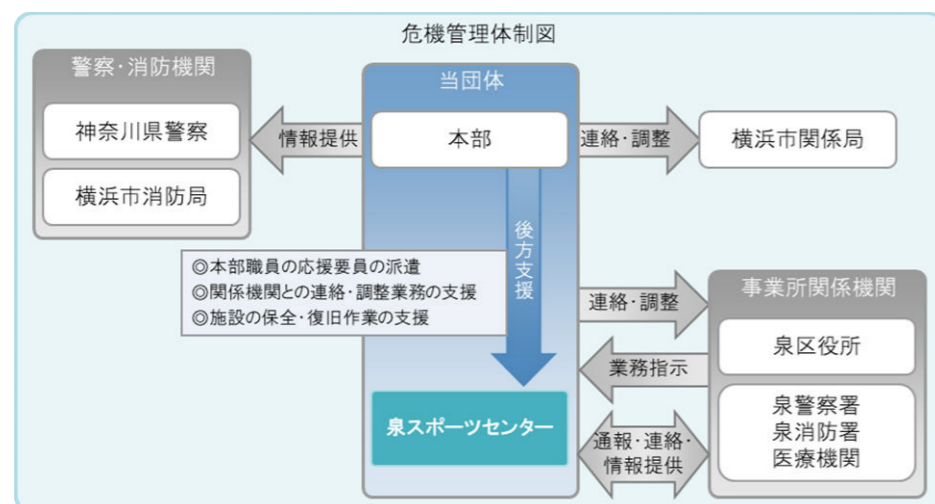 危機管理体制図
警察・消防機関
神奈川県警察
横浜市消防局
情報提供
当団体
本部
連絡・調整
横浜市関係局
後方支援
◎本部職員の応援要員の派遣
◎関係機関との連絡・調整業務の支援
◎施設の保全・復旧作業の支援
泉スポーツセンター
連絡・調整
業務指示
通報・連絡・
情報提供
事業所関係機関
泉区役所
泉警察署
泉消防署
医療機関